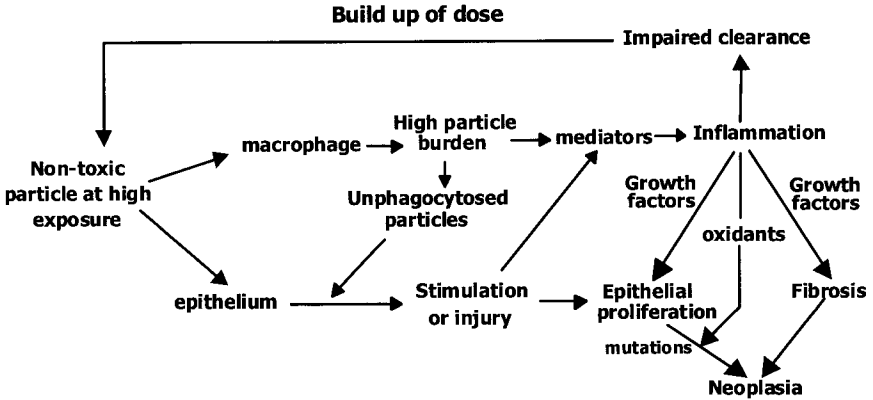 Build up of dose
Impaired clearance
Non-toxic
particle at high
exposure
macrophage
High particle
burden
mediators
Inflammation
Unphagocytosed
particles
Growth
factors
Growth
factors
oxidants
epithelium
Stimulation
or injury
Epithelial
proliferation
Fibrosis
mutations
Neoplasia